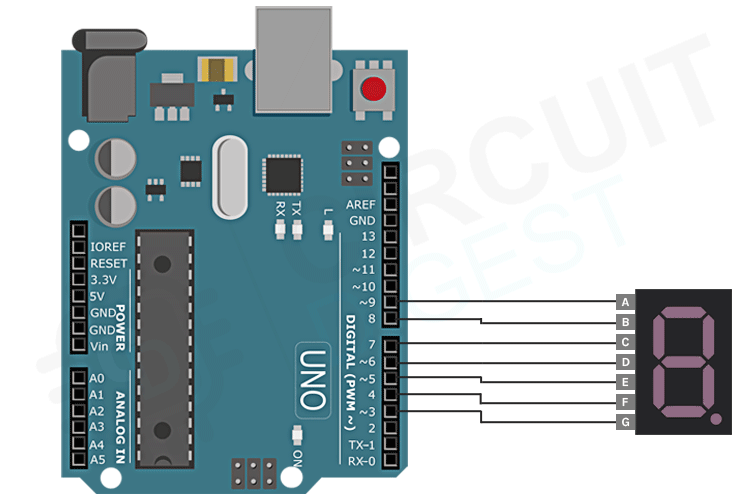 CIRCUIT
DIGEST
RX
TX
L
AREF
GND
13
12
~11
~10
~9
8
7
~6
~5
4
~3
2
TX-1
RX-0
DIGITAL (PWM ~)
IOREF
RESET
3.3V
5V
GND
GND
Vin
POWER
A0
A1
A2
A3
A4
A5
ANALOG IN
UNO
ON
A
B
C
D
E
F
G